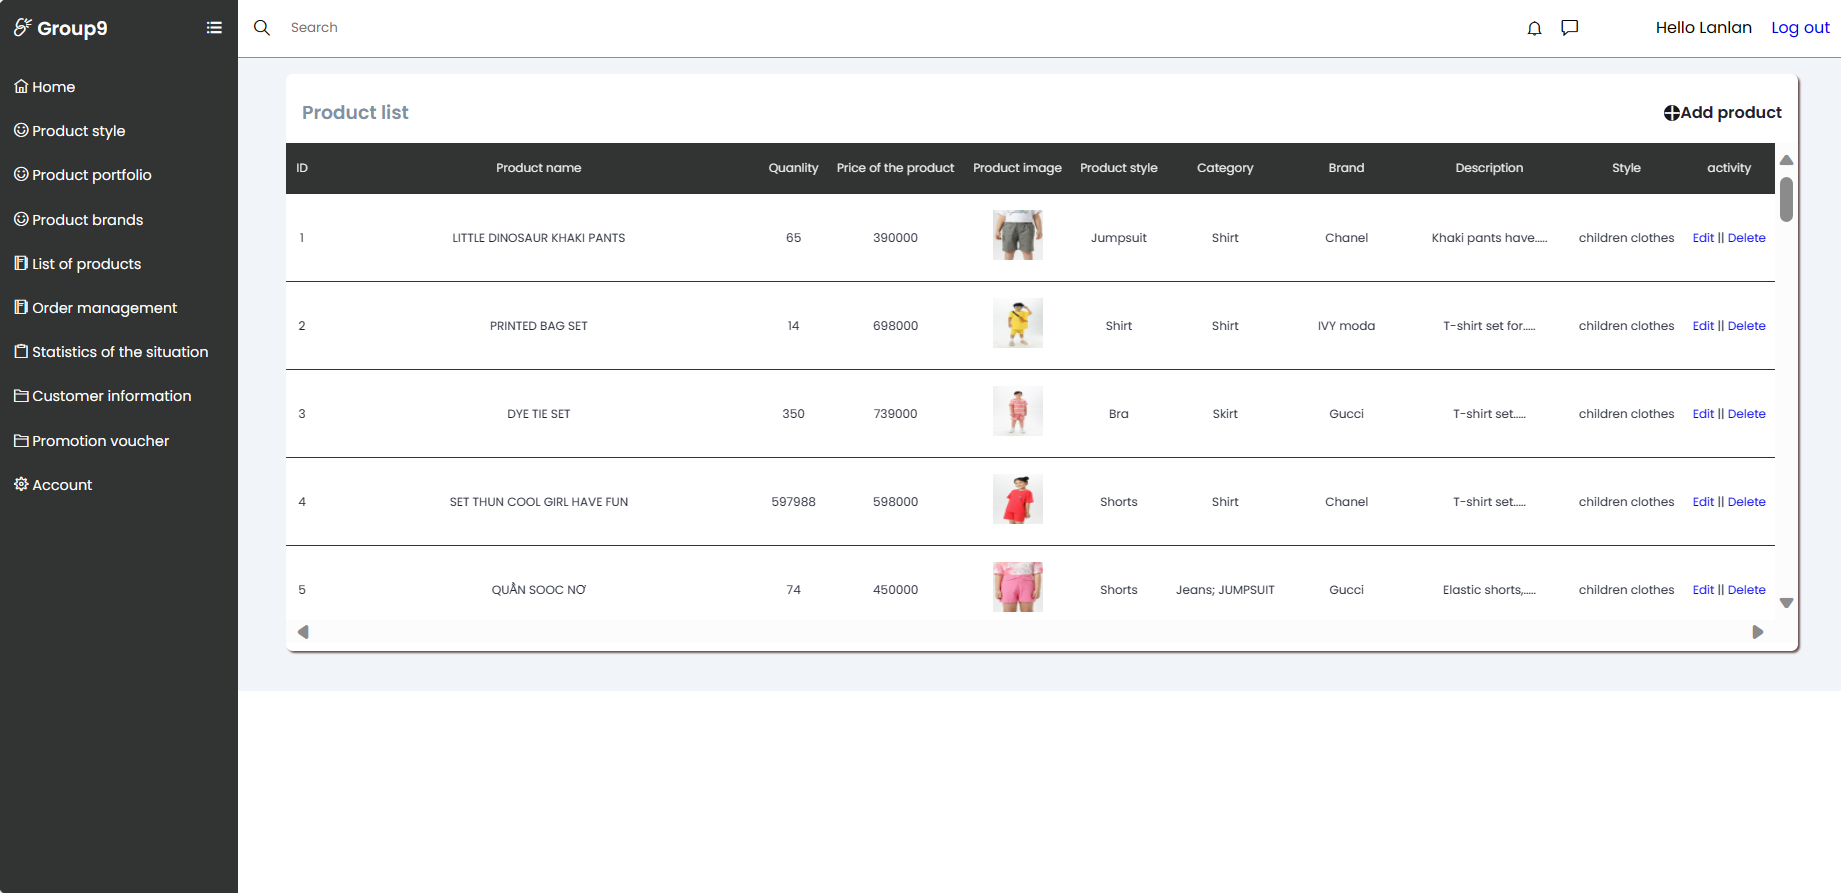 Group9
Search
Hello Lanlan Log out
Home
Product style
Product portfolio
Product brands
List of products
Order management
Statistics of the situation
Customer information
Promotion voucher
Account
Product list
Add product
ID Product name Quanlity Price of the product Product image Product style Category Brand Description Style activity
1 LITTLE DINOSAUR KHAKI PANTS 65 390000 Jumpsuit Shirt Chanel Khaki pants have..... children clothes Edit || Delete
2 PRINTED BAG SET 14 698000 Shirt Shirt IVY moda T-shirt set for..... children clothes Edit || Delete
3 DYE TIE SET 350 739000 Bra Skirt Gucci T-shirt set..... children clothes Edit || Delete
4 SET THUN COOL GIRL HAVE FUN 597988 598000 Shorts Shirt Chanel T-shirt set..... children clothes Edit || Delete
5 QUẦN SOOC NƠ 74 450000 Shorts Jeans; JUMPSUIT Gucci Elastic shorts,..... children clothes Edit || Delete